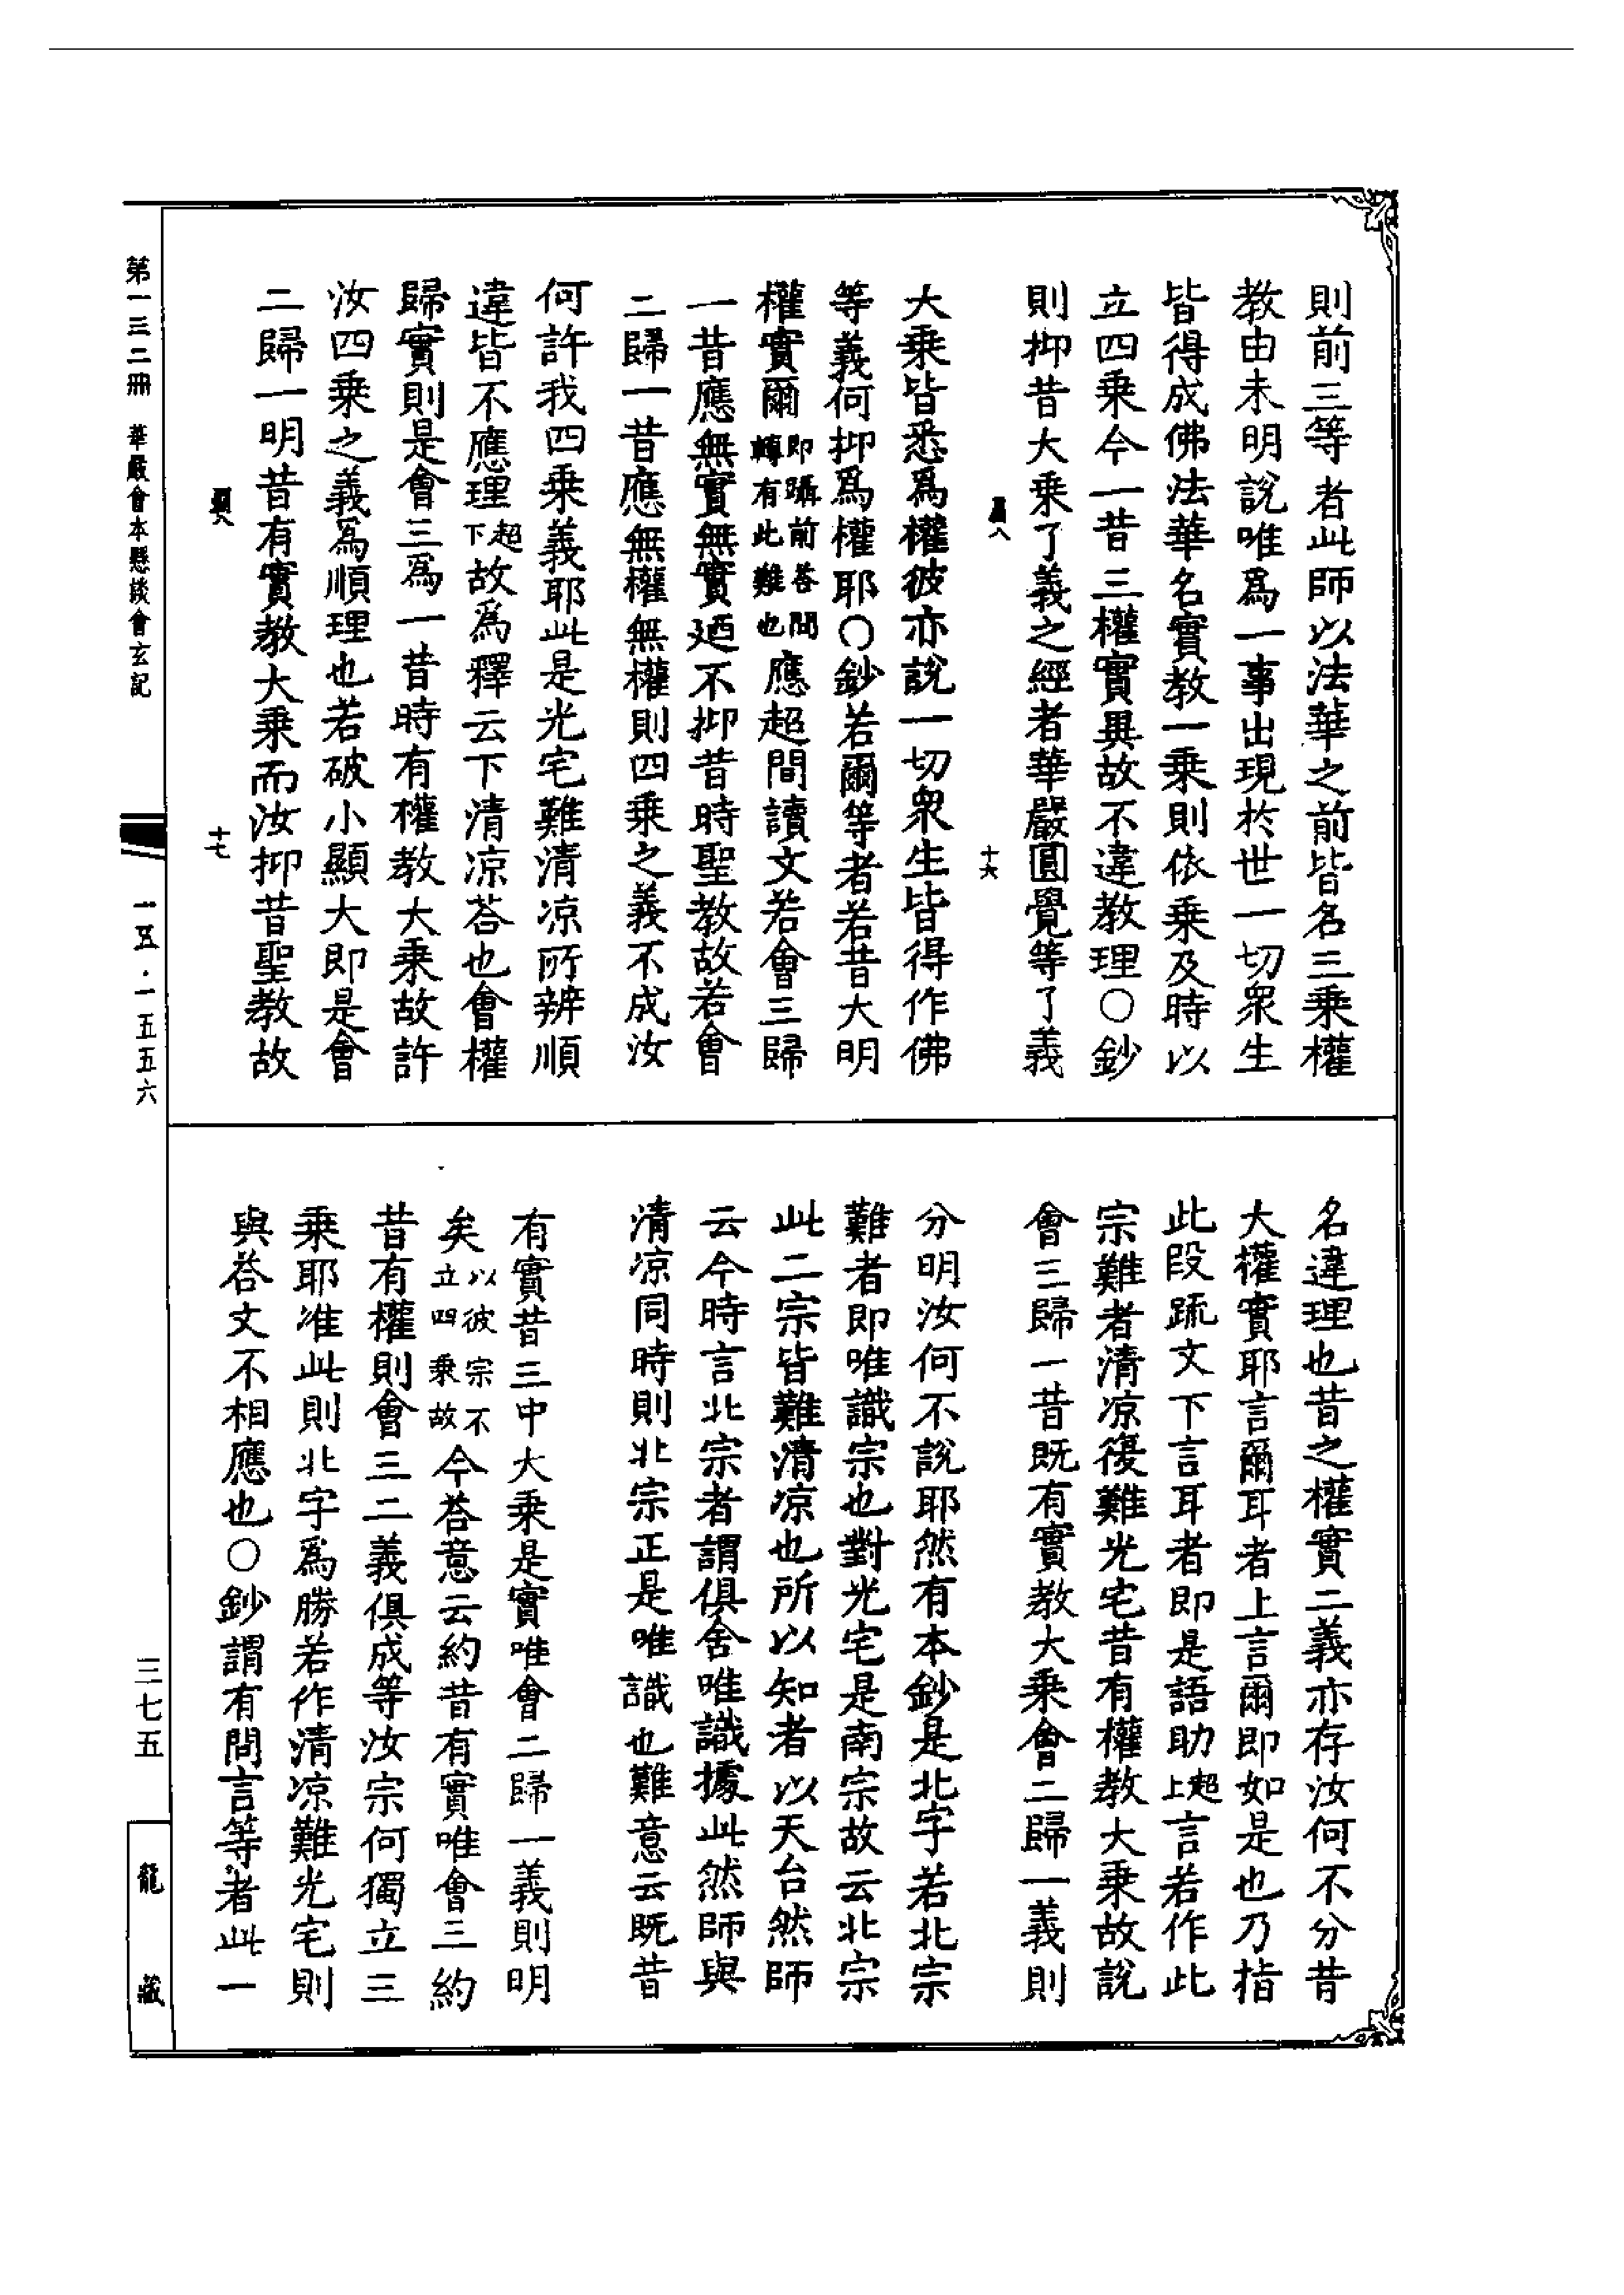 則前三等者此師以法華之前皆名三乘權
教由未明說唯爲一事出現於世一切衆生
皆得成佛法華名實教一乘則依乘及時以
立四乘今一昔三權實異故不違教理〇鈔
則抑昔大乘了義之經者華嚴圓覺等了義
十六
大乘皆悉爲權彼亦說一切衆生皆得作佛
等義何抑爲權耶〇鈔若爾等者若昔大明
權實爾即躡前荅問轉有此難也應超間讀文若會三歸
一昔應無實無實迺不抑昔時聖教故若會
二歸一昔應無權無權則四乘之義不成汝
何許我四乘義耶此是光宅難清凉所辨順
違皆不應理超下故爲釋云下清凉荅也會權
歸實則是會三爲一昔時有權教大乘故許
汝四乘之義爲順理也若破小顯大即是會
二歸一明昔有實教大乘而汝抑昔聖教故
十七
名違理也昔之權實二義亦存汝何不分昔
大權實耶言爾耳者上言爾即如是也乃指
此段疏文下言耳者即是語助超上言若作此
宗難者清凉復難光宅昔有權教大乘故說
會三歸一昔既有實教大乘會二歸一義則
分明汝何不說耶然有本鈔是北字若北宗
難者即唯識宗也對光宅是南宗故云北宗
此二宗皆難清凉也所以知者以天台然師
云今時言北宗者謂俱舍唯識據此然師與
清凉同時則北宗正是唯識也難意云既昔
有實昔三中大乘是實唯會二歸一義則明
矣以彼宗不立四乘故今荅意云約昔有實唯會三約
昔有權則會三二義俱成等汝宗何獨立三
乘耶准此則北字爲勝若作清凉難光宅則
與荅文不相應也〇鈔謂有問言等者此一
第一三二冊　華嚴會本懸談會玄記
一五·一五五六
三七五
龍藏